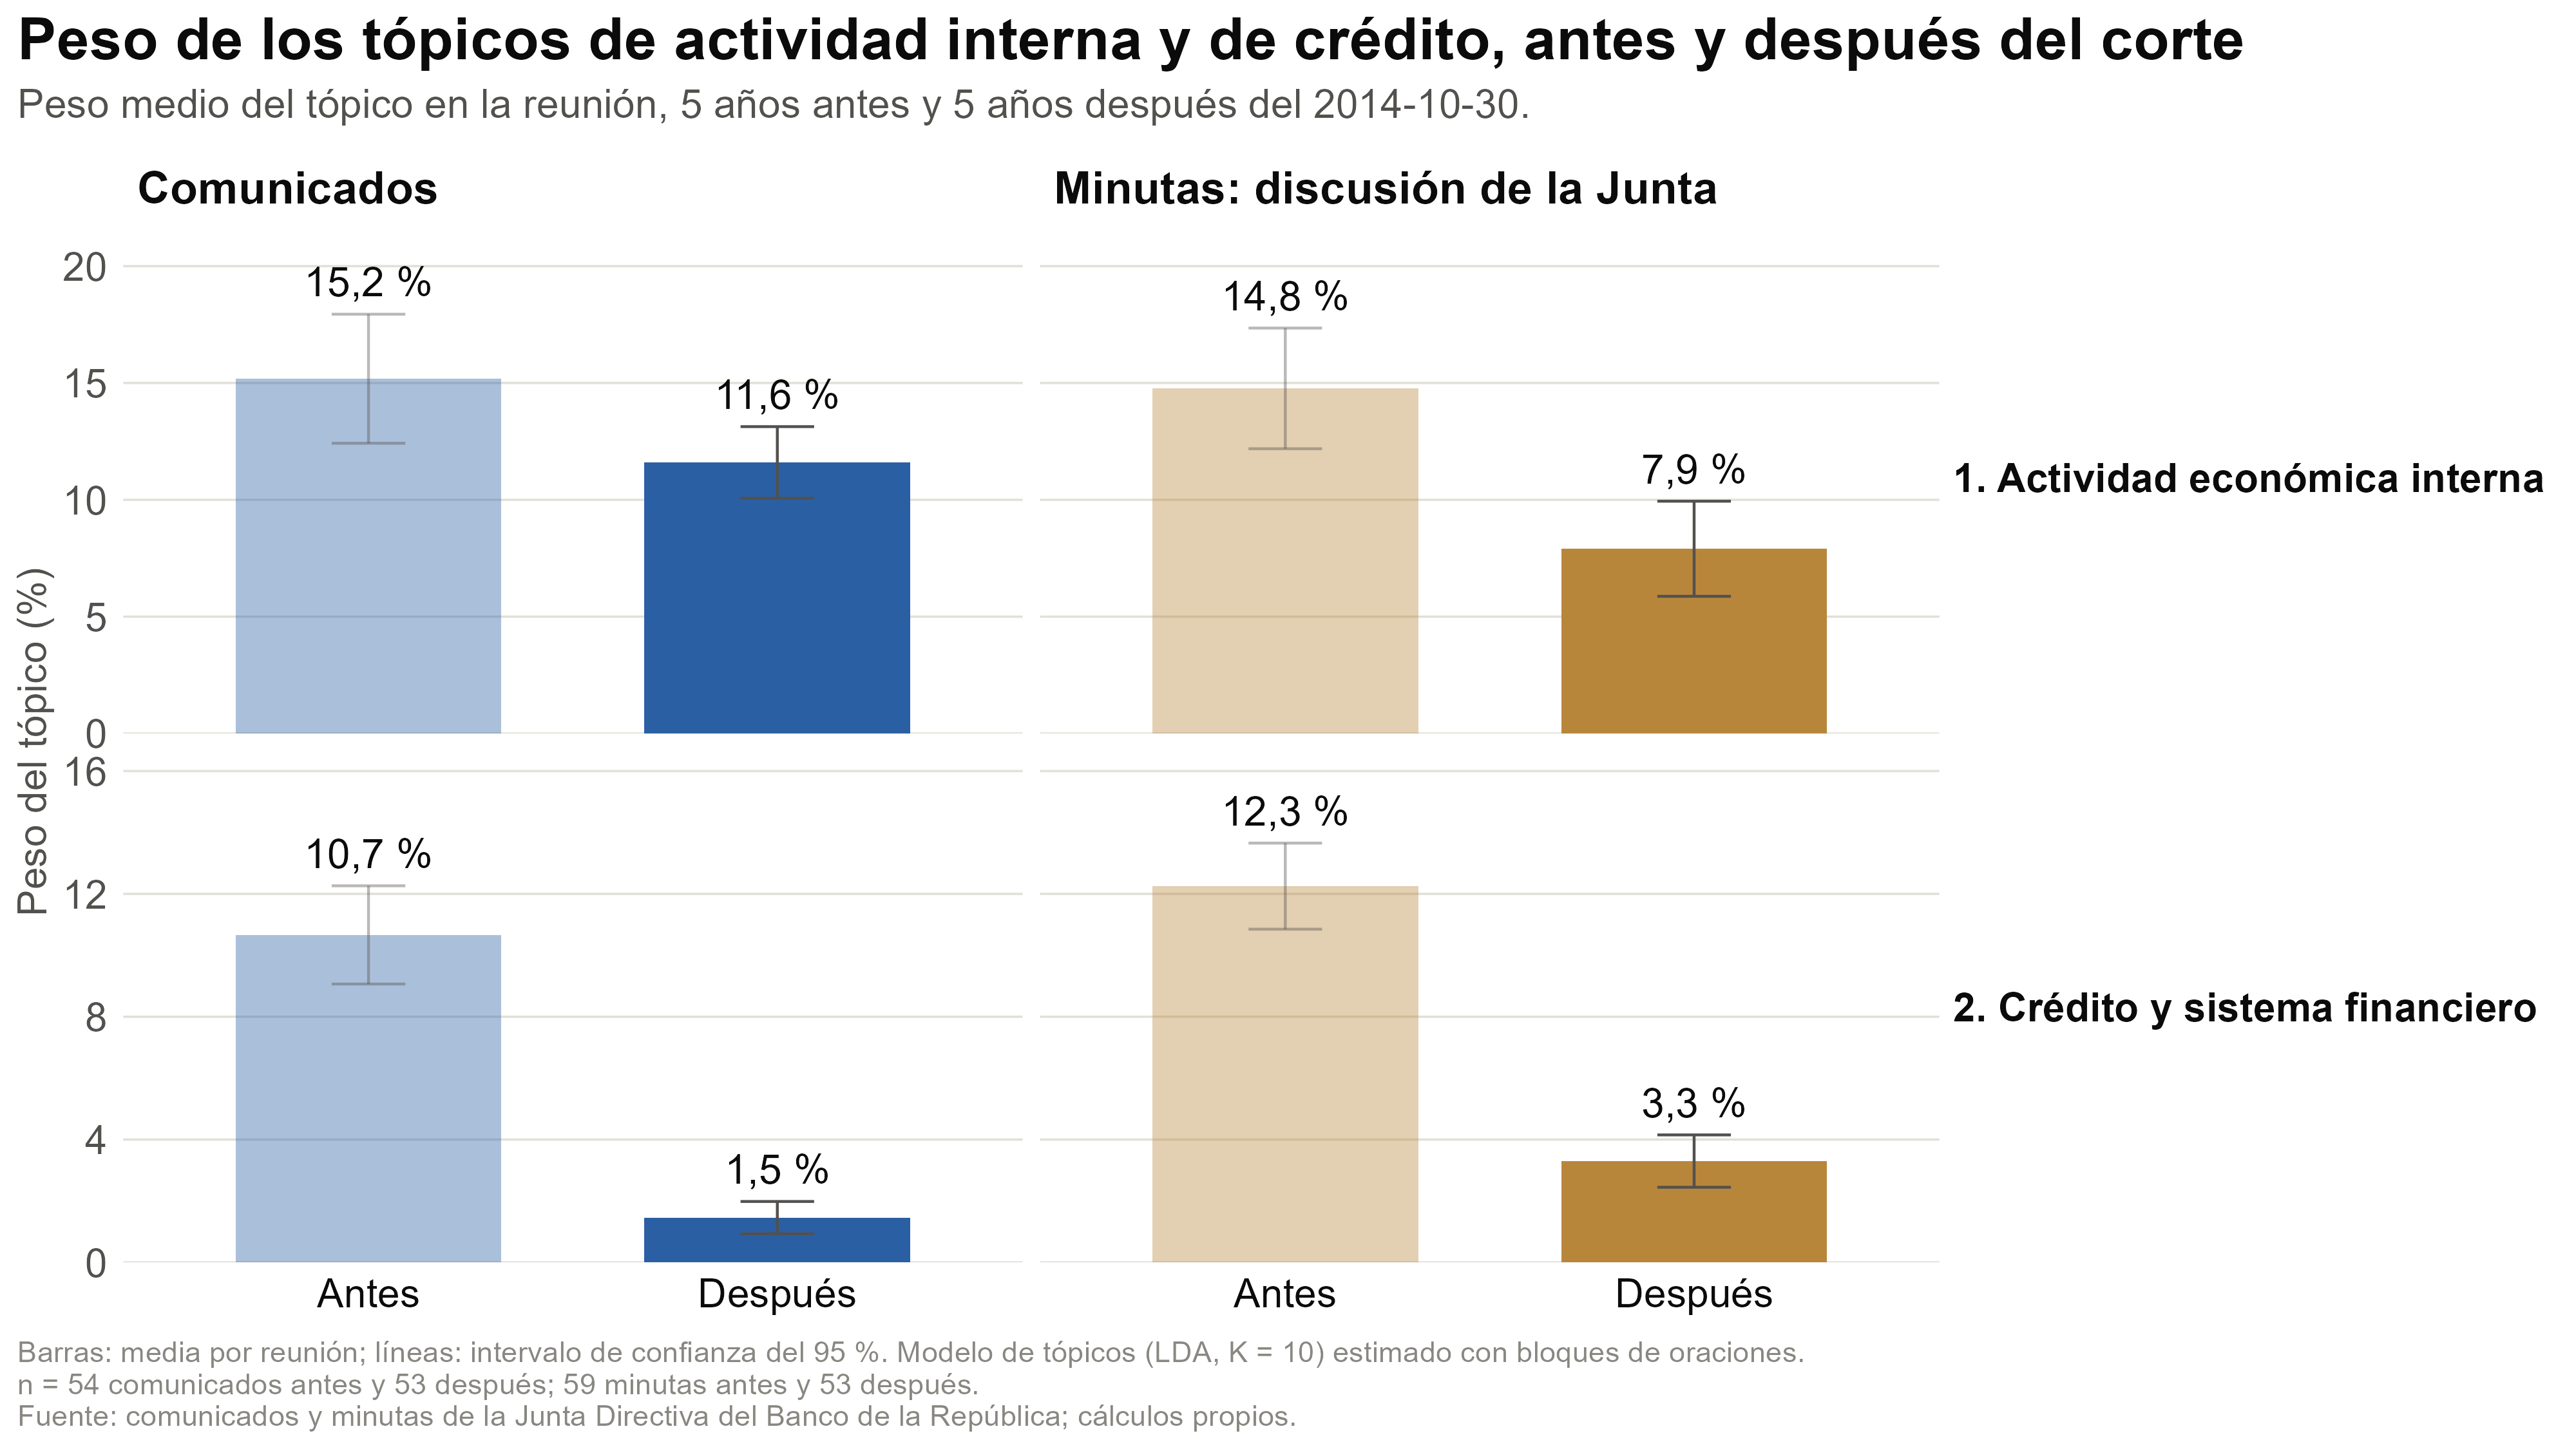 Peso de los tópicos de actividad interna y de crédito, antes y después del corte
Peso medio del tópico en la reunión, 5 años antes y 5 años después del 2014-10-30.
Comunicados
Minutas: discusión de la Junta
Peso del tópico (%)
20
15
10
5
0
15,2 %
11,6 %
14,8 %
7,9 %
1. Actividad económica interna
16
12
8
4
0
10,7 %
1,5 %
12,3 %
3,3 %
2. Crédito y sistema financiero
Antes
Después
Antes
Después
Barras: media por reunión; líneas: intervalo de confianza del 95 %. Modelo de tópicos (LDA, K = 10) estimado con bloques de oraciones.
n = 54 comunicados antes y 53 después; 59 minutas antes y 53 después.
Fuente: comunicados y minutas de la Junta Directiva del Banco de la República; cálculos propios.